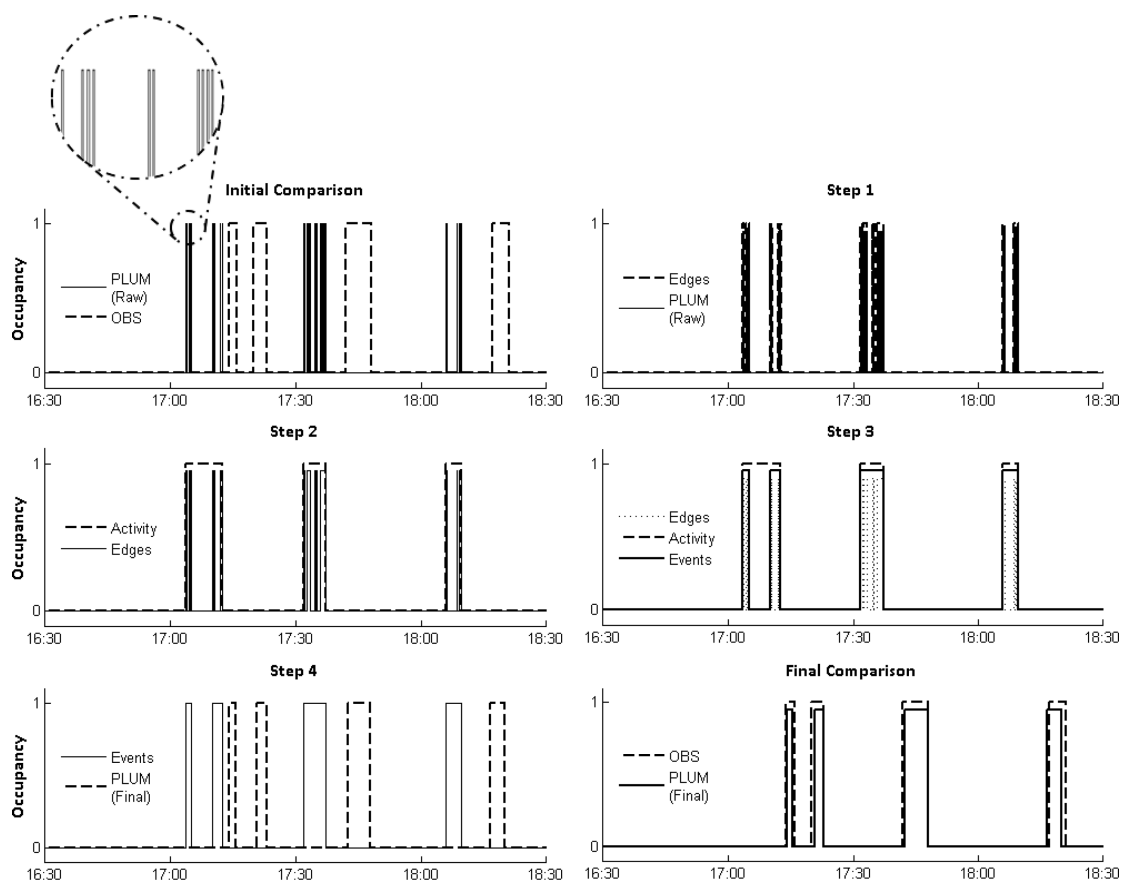 Initial Comparison
1
PLUM
(Raw)
OBS
Occupancy
0
16:30 17:00 17:30 18:00 18:30
Step 1
1
Edges
PLUM
(Raw)
0
16:30 17:00 17:30 18:00 18:30
Step 2
1
Activity
Edges
Occupancy
0
16:30 17:00 17:30 18:00 18:30
Step 3
1
Edges
Activity
Events
0
16:30 17:00 17:30 18:00 18:30
Step 4
1
Events
PLUM
(Final)
Occupancy
0
16:30 17:00 17:30 18:00 18:30
Final Comparison
1
OBS
PLUM
(Final)
0
16:30 17:00 17:30 18:00 18:30